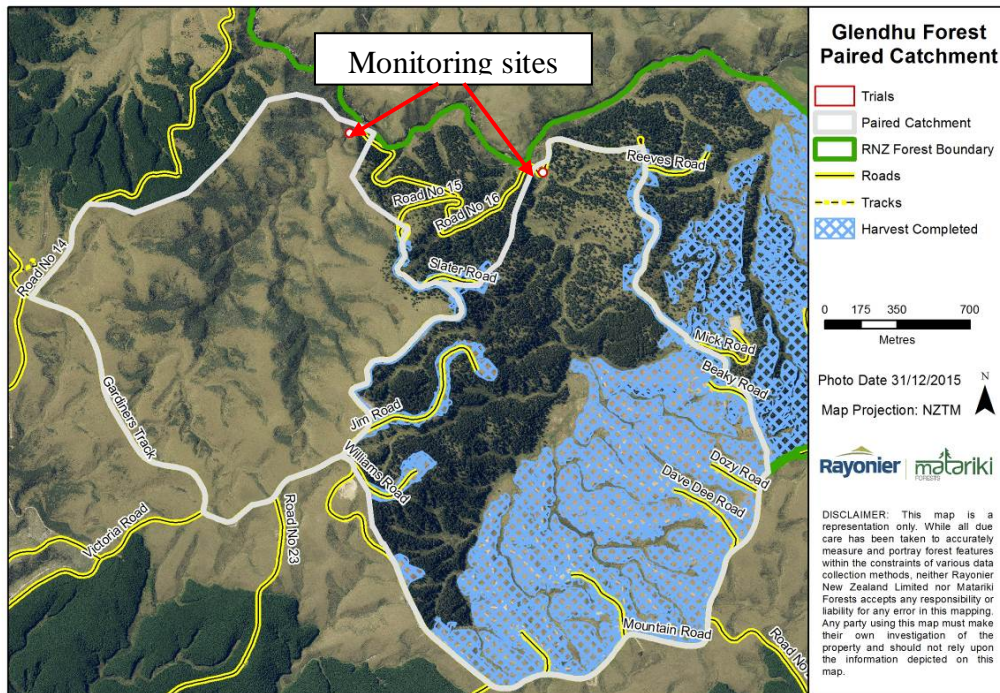 Monitoring sites
Reeves Road
Road No 15
Road No 16
Slater Road
Road No 14
Mick Road
Beaky Road
Gardiners Track
Jim Road
Williams Road
Dozy Road
Dave Dee Road
Victoria Road
Road No 23
Mountain Road
Glendhu Forest
Paired Catchment
Trials
Paired Catchment
RNZ Forest Boundary
Roads
Tracks
Harvest Completed
0 175 350 700
Metres
Photo Date 31/12/2015
N
Map Projection: NZTM
Rayonier
matariki
FORESTS
DISCLAIMER: This map is a
representation only. While all due
care has been taken to accurately
measure and portray forest features
within the constraints of various data
collection methods, neither Rayonier
New Zealand Limited nor Matariki
Forests accepts any responsibility or
liability for any error in this mapping.
Any party using this map must make
their own investigation of the
property and should not rely upon
the information depicted on this
map.